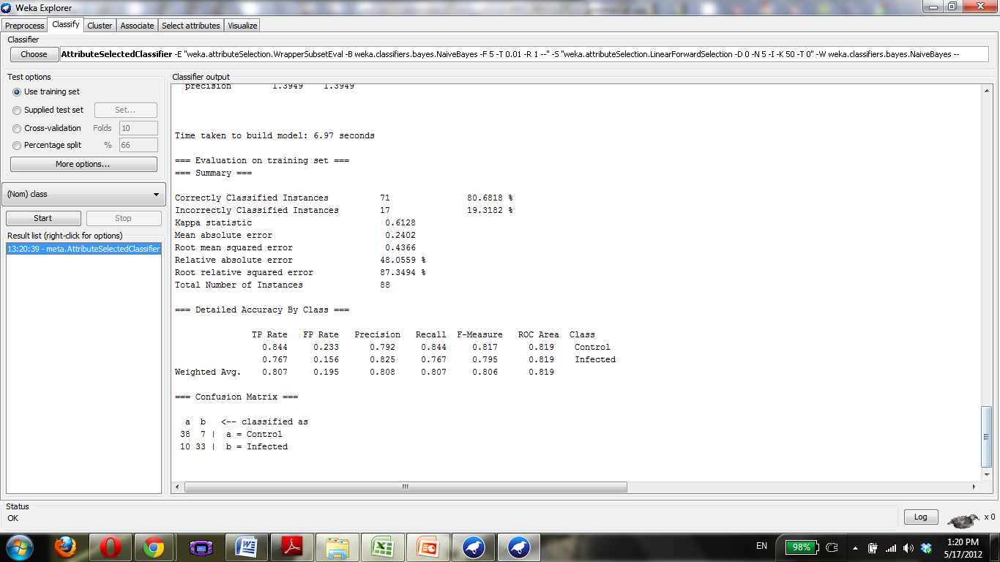 Weka Explorer
Preprocess Classify Cluster Associate Select attributes Visualize
Classifier
Choose AttributeSelectedClassifier -E "weka.attributeSelection.WrapperSubsetEval -B weka.classifiers.bayes.NaiveBayes -F 5 -T 0.01 -R 1 --" -S "weka.attributeSelection.LinearForwardSelection -D 0 -N 5 -I -K 50 -T 0" -W weka.classifiers.bayes.NaiveBayes --
Test options
Use training set
Supplied test set Set...
Cross-validation Folds 10
Percentage split % 66
More options...
(Nom) class
Start Stop
Result list (right-click for options)
13:20:39 - meta.AttributeSelectedClassifier
Classifier output
precision 1.3949 1.3949
Time taken to build model: 6.97 seconds
=== Evaluation on training set ===
=== Summary ===
Correctly Classified Instances 71 80.6818 %
Incorrectly Classified Instances 17 19.3182 %
Kappa statistic 0.6128
Mean absolute error 0.2402
Root mean squared error 0.4366
Relative absolute error 48.0559 %
Root relative squared error 87.3494 %
Total Number of Instances 88
=== Detailed Accuracy By Class ===
TP Rate FP Rate Precision Recall F-Measure ROC Area Class
0.844 0.233 0.792 0.844 0.817 0.819 Control
0.767 0.156 0.825 0.767 0.795 0.819 Infected
Weighted Avg. 0.807 0.195 0.808 0.807 0.806 0.819
=== Confusion Matrix ===
a b <-- classified as
38 7 | a = Control
10 33 | b = Infected
Status
OK
Log x 0
EN 98% 1:20 PM
5/17/2012